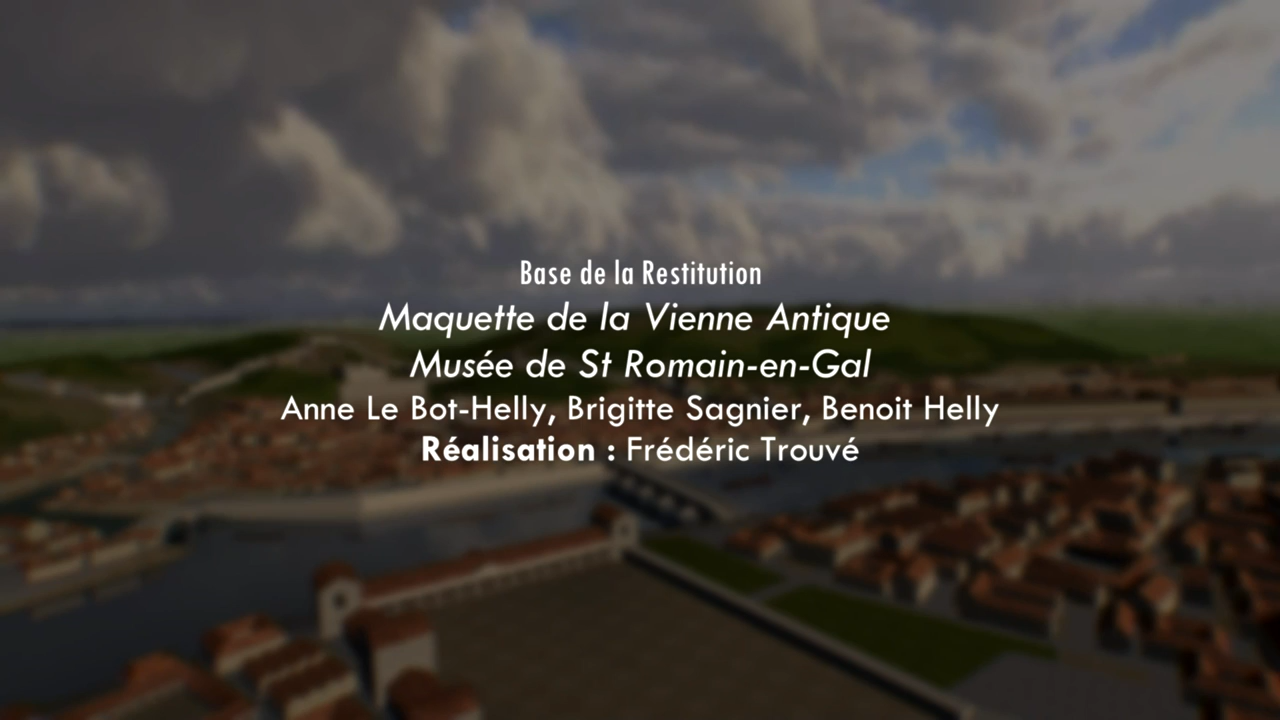 Base de la Restitution
Maquette de la Vienne Antique
Musée de St Romain-en-Gal
Anne Le Bot-Helly, Brigitte Sagnier, Benoit Helly
Réalisation : Frédéric Trouvé